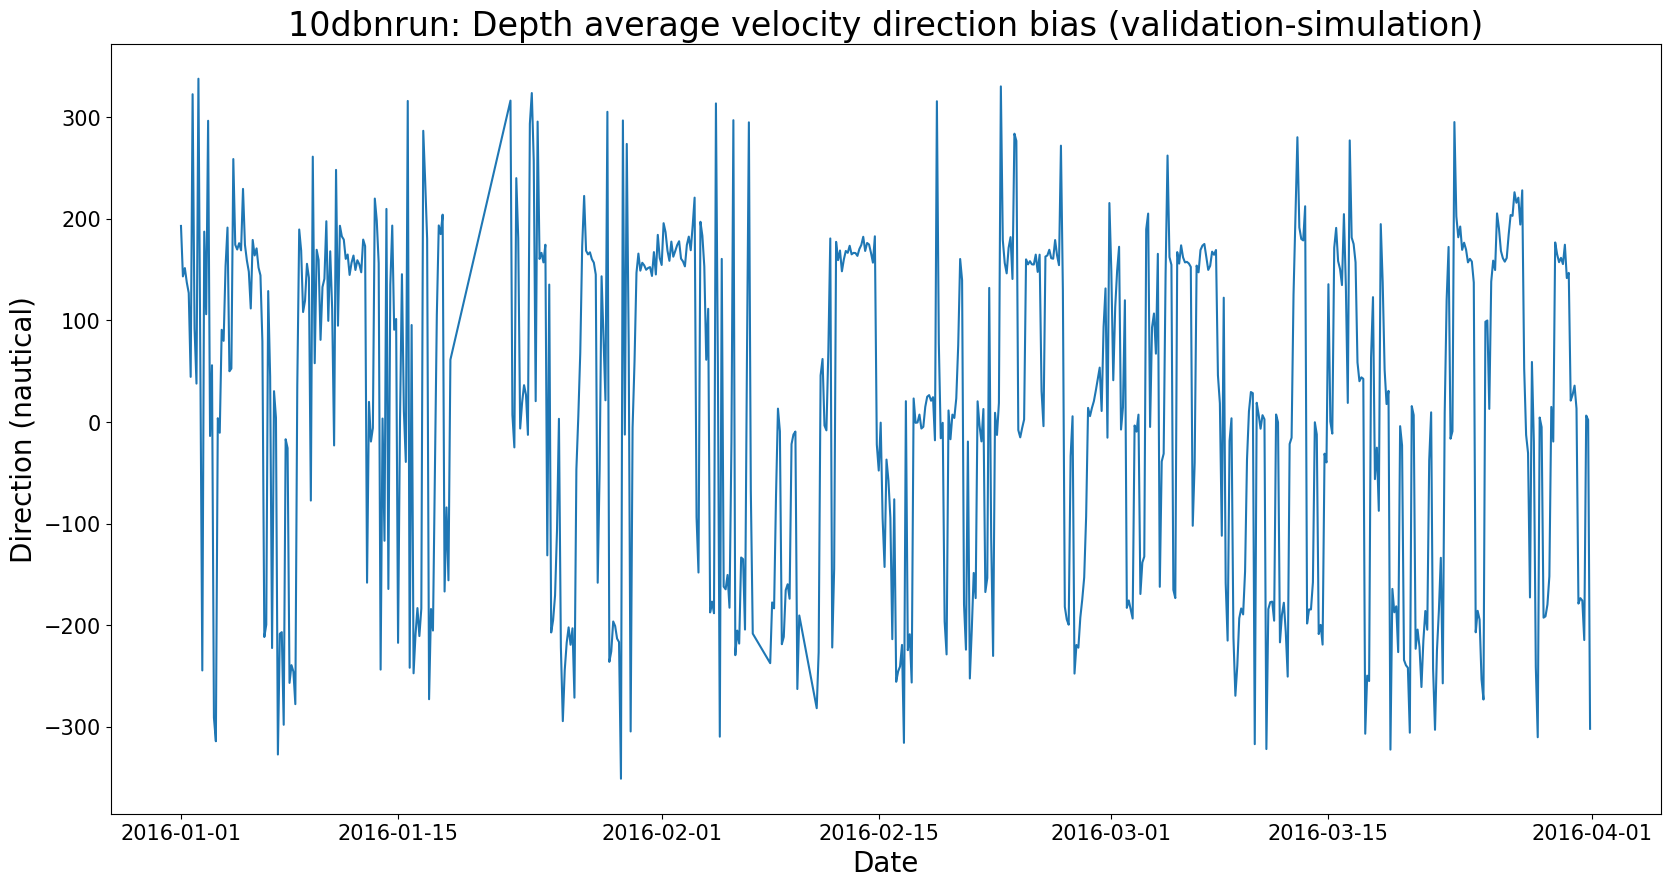 10dbnrun: Depth average velocity direction bias (validation-simulation)
Direction (nautical)
300
200
100
0
−100
−200
−300
2016-01-01 2016-01-15 2016-02-01 2016-02-15 2016-03-01 2016-03-15 2016-04-01
Date